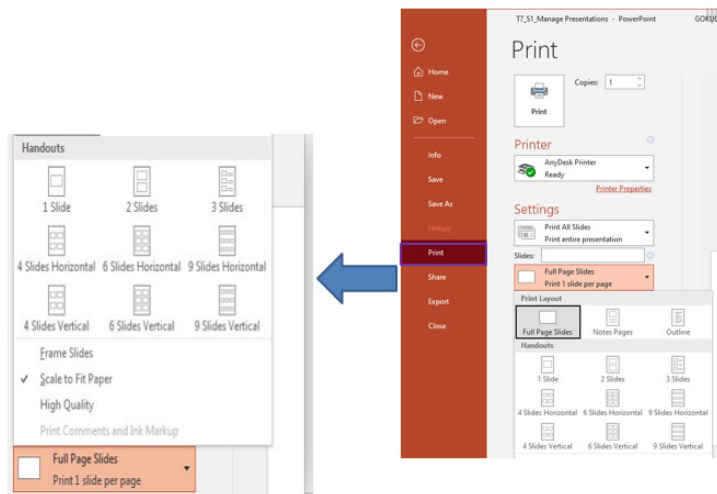 Handouts
1 Slide 2 Slides 3 Slides
4 Slides Horizontal 6 Slides Horizontal 9 Slides Horizontal
4 Slides Vertical 6 Slides Vertical 9 Slides Vertical
Frame Slides
✓ Scale to Fit Paper
High Quality
Print Comments and Ink Markup
Full Page Slides
Print 1 slide per page
T7_S1_Manage Presentations - PowerPoint
Home
New
Open
Info
Save
Save As
History
Print
Share
Export
Close
Print
Copies: 1
Print
Printer
AnyDesk Printer
Ready
Printer Properties
Settings
Print All Slides
Print entire presentation
Slides:
Full Page Slides
Print 1 slide per page
Print Layout
Full Page Slides Notes Pages Outline
Handouts
1 Slide 2 Slides 3 Slides
4 Slides Horizontal 6 Slides Horizontal 9 Slides Horizontal
4 Slides Vertical 6 Slides Vertical 9 Slides Vertical